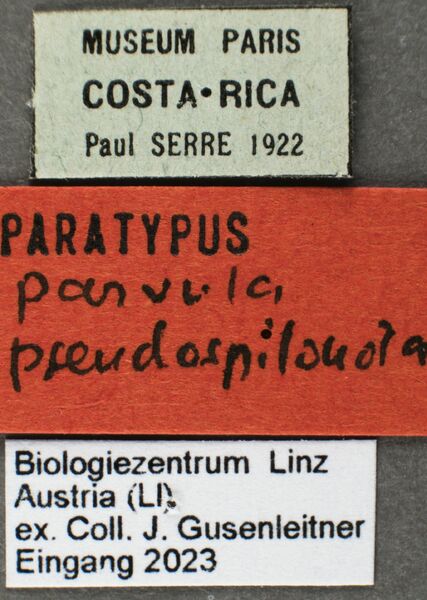 MUSEUM PARIS
COSTA•RICA
Paul SERRE 1922
PARATYPUS
parvula
pseudospilonota
Biologiezentrum Linz
Austria (LI)
ex. Coll. J. Gusenleitner
Eingang 2023